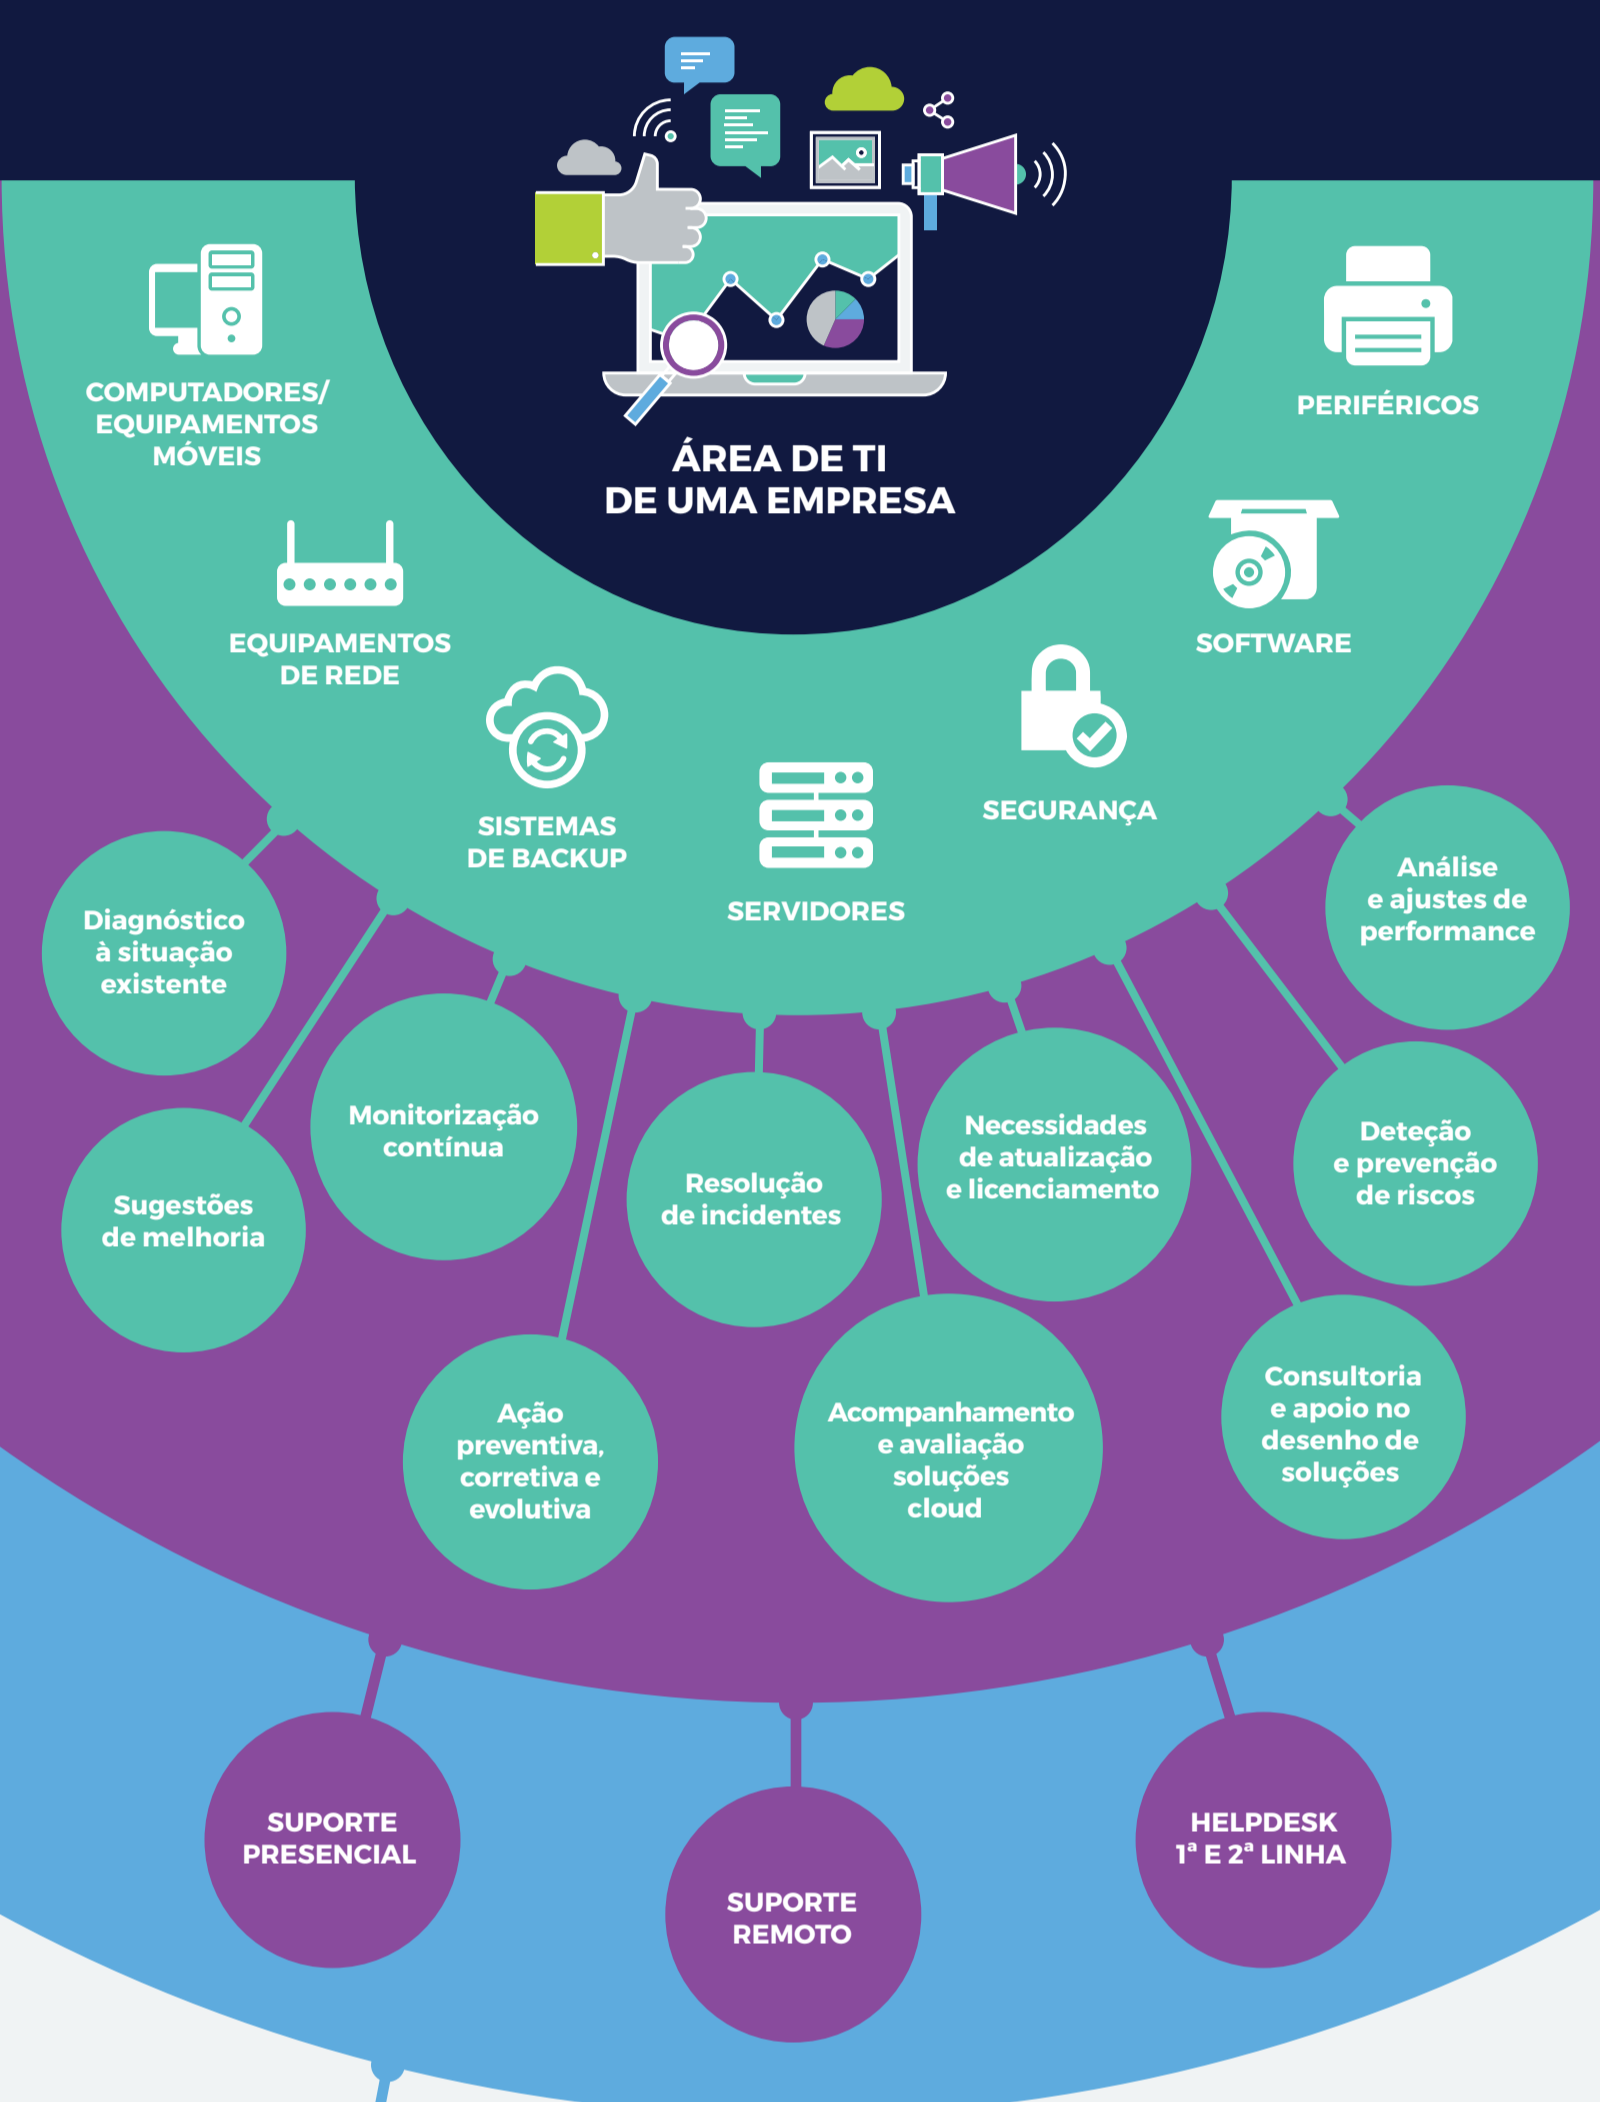 ÁREA DE TI
DE UMA EMPRESA
COMPUTADORES/
EQUIPAMENTOS
MÓVEIS
EQUIPAMENTOS
DE REDE
SISTEMAS
DE BACKUP
SERVIDORES
SEGURANÇA
SOFTWARE
PERIFÉRICOS
Diagnóstico
à situação
existente
Sugestões
de melhoria
Monitorização
contínua
Ação
preventiva,
corretiva e
evolutiva
Resolução
de incidentes
Acompanhamento
e avaliação
soluções
cloud
Necessidades
de atualização
e licenciamento
Consultoria
e apoio no
desenho de
soluções
Deteção
e prevenção
de riscos
Análise
e ajustes de
performance
SUPORTE
PRESENCIAL
SUPORTE
REMOTO
HELPDESK
1ª E 2ª LINHA